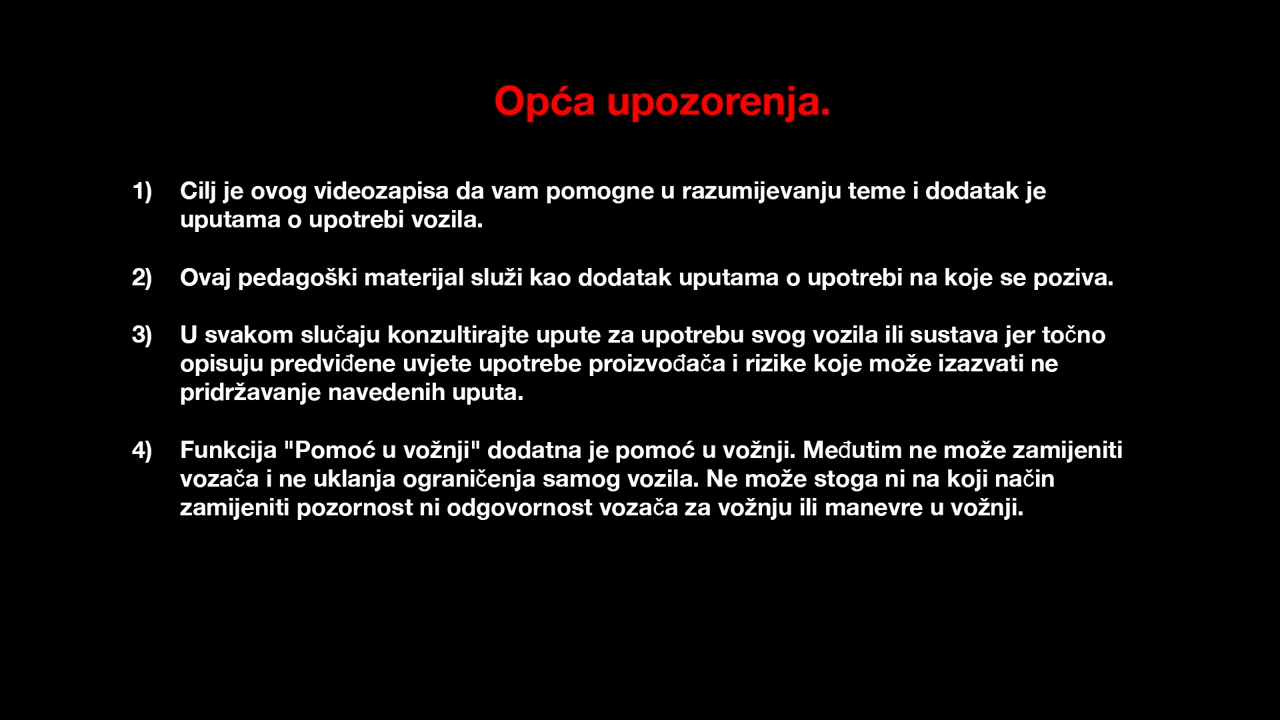 Opća upozorenja.
1) Cilj je ovog videozapisa da vam pomogne u razumijevanju teme i dodatak je
uputama o upotrebi vozila.
2) Ovaj pedagoški materijal služi kao dodatak uputama o upotrebi na koje se poziva.
3) U svakom slučaju konzultirajte upute za upotrebu svog vozila ili sustava jer točno
opisuju predviđene uvjete upotrebe proizvođača i rizike koje može izazvati ne
pridržavanje navedenih uputa.
4) Funkcija "Pomoć u vožnji" dodatna je pomoć u vožnji. Međutim ne može zamijeniti
vozača i ne uklanja ograničenja samog vozila. Ne može stoga ni na koji način
zamijeniti pozornost ni odgovornost vozača za vožnju ili manevre u vožnji.